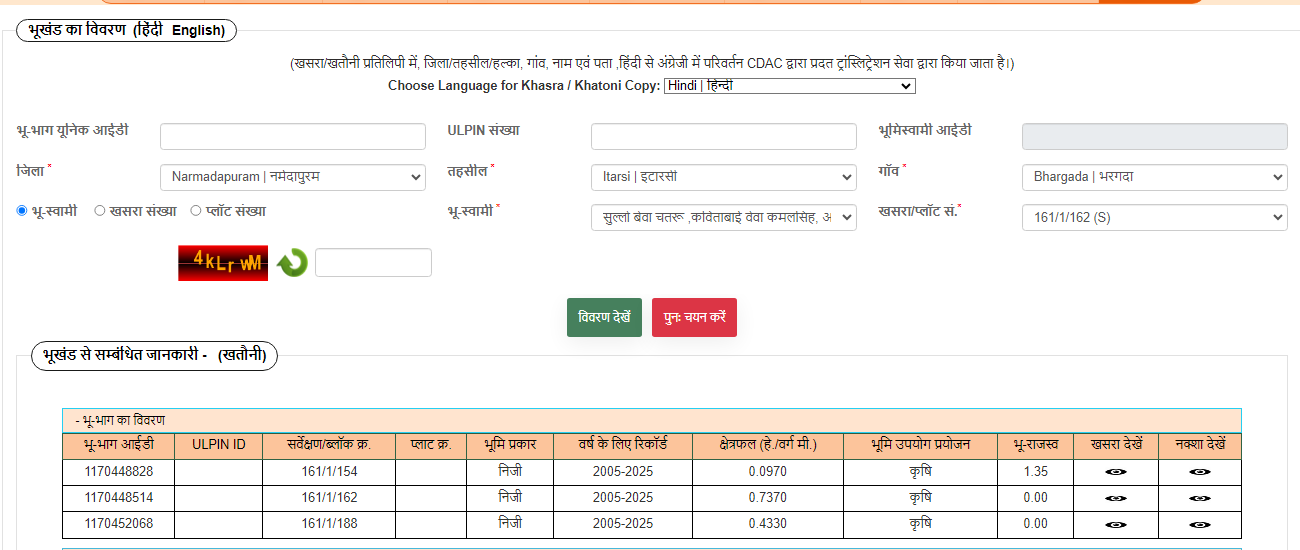 भूखंड का विवरण (हिंदी English)
(खसरा/खतौनी प्रतिलिपी में, जिला/तहसील/हल्का, गांव, नाम एवं पता ,हिंदी से अंग्रेजी में परिवर्तन CDAC द्वारा प्रदत ट्रांस्लिट्रेशन सेवा द्वारा किया जाता है।)
Choose Language for Khasra / Khatoni Copy: Hindi | हिन्दी
भू-भाग यूनिक आईडी ULPIN संख्या भूमिस्वामी आईडी
जिला * Narmadapuram | नर्मदापुरम तहसील * Itarsi | इटारसी गाँव * Bhargada | भरगदा
भू-स्वामी खसरा संख्या प्लॉट संख्या भू-स्वामी * सुल्लो बेवा चतरू ,कविताबाई वेवा कमलसिंह, अ खसरा/प्लॉट सं.* 161/1/162 (S)
4kLrwM
विवरण देखें पुनः चयन करें
भूखंड से सम्बंधित जानकारी - (खतौनी)
- भू-भाग का विवरण
भू-भाग आईडी ULPIN ID सर्वेक्षण/ब्लॉक क्र. प्लाट क्र. भूमि प्रकार वर्ष के लिए रिकॉर्ड क्षेत्रफल (हे./वर्ग मी.) भूमि उपयोग प्रयोजन भू-राजस्व खसरा देखें नक्शा देखें
1170448828 161/1/154 निजी 2005-2025 0.0970 कृषि 1.35
1170448514 161/1/162 निजी 2005-2025 0.7370 कृषि 0.00
1170452068 161/1/188 निजी 2005-2025 0.4330 कृषि 0.00